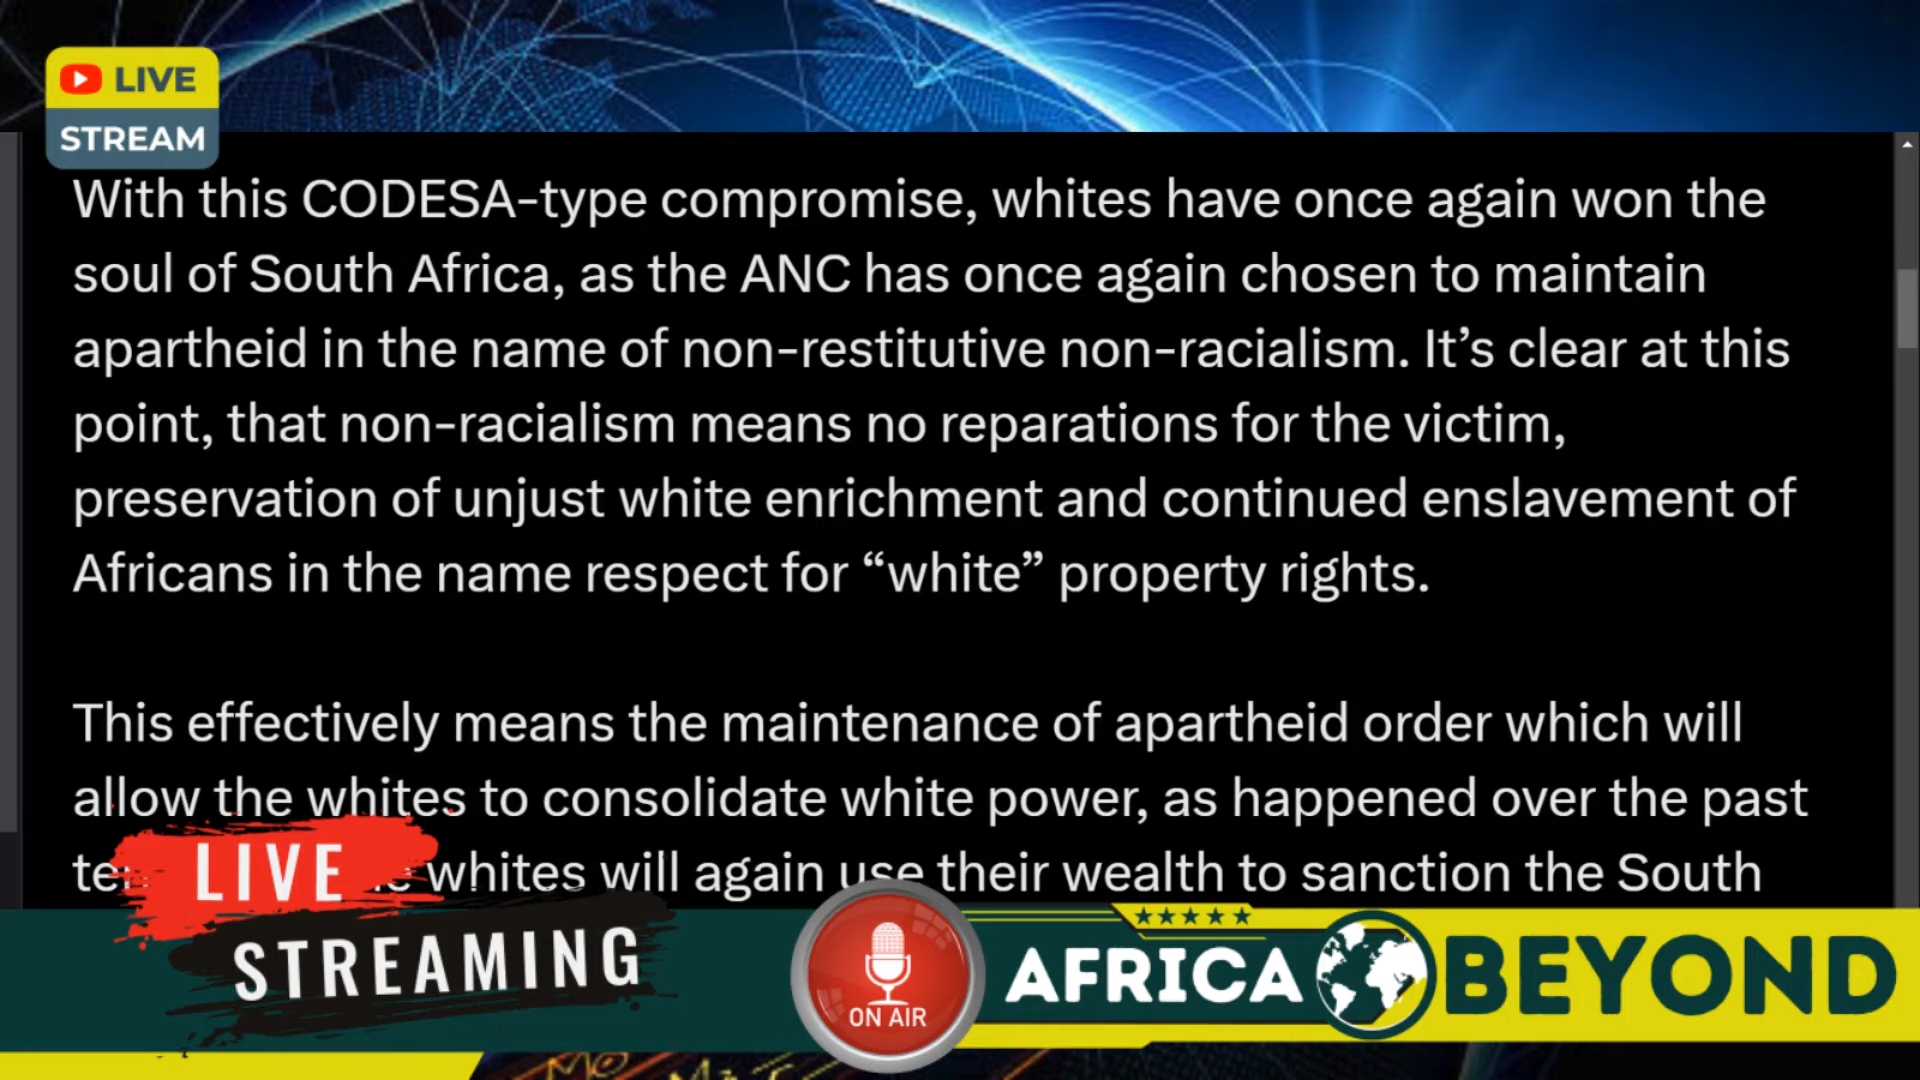 LIVE
STREAM
With this CODESA-type compromise, whites have once again won the
soul of South Africa, as the ANC has once again chosen to maintain
apartheid in the name of non-restitutive non-racialism. It’s clear at this
point, that non-racialism means no reparations for the victim,
preservation of unjust white enrichment and continued enslavement of
Africans in the name respect for “white” property rights.
This effectively means the maintenance of apartheid order which will
allow the whites to consolidate white power, as happened over the past
whites will again use their wealth to sanction the South
LIVE
STREAMING
ON AIR
AFRICA BEYOND